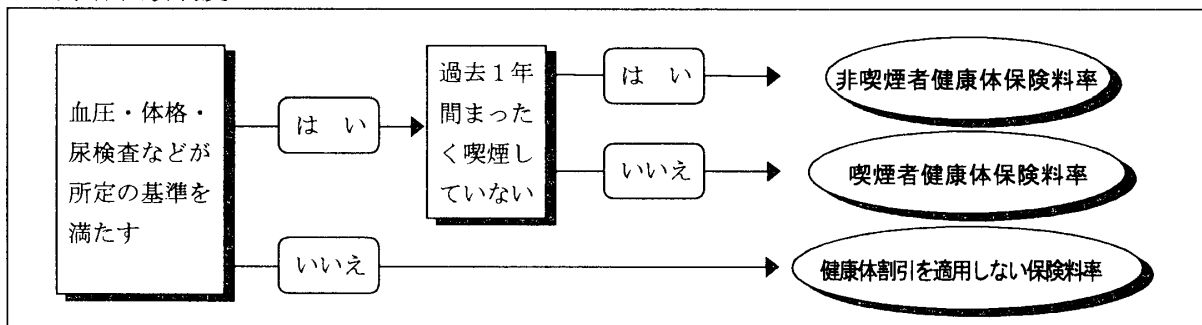 血圧・体格・
尿検査などが
所定の基準を
満たす
は い
過去1年
間まった
く喫煙し
ていない
は い
非喫煙者健康体保険料率
いいえ
喫煙者健康体保険料率
いいえ
健康体割引を適用しない保険料率